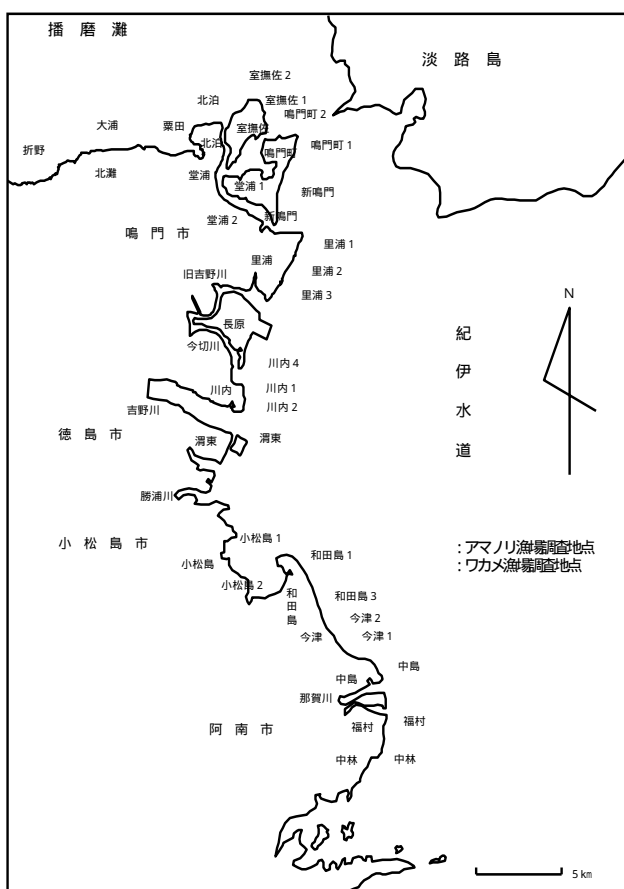 播磨灘
淡路島
室撫佐 2
北泊
室撫佐 1
鳴門町 2
大浦
粟田
室撫佐
折野
北泊
鳴門町
鳴門町 1
北灘
堂浦
堂浦 1
新鳴門
堂浦 2
新鳴門
鳴門市
里浦 1
里浦
里浦 2
旧吉野川
里浦 3
N
長原
紀伊水道
今切川
川内 4
川内
川内 1
吉野川
川内 2
徳島市
渭東
渭東
勝浦川
小松島市
小松島 1
：アマノリ漁場調査地点
：ワカメ漁場調査地点
和田島 1
小松島
小松島 2
和田島
和田島 3
今津 2
今津
今津 1
中島
中島
那賀川
阿南市
福村
福村
中林
中林
5㎞